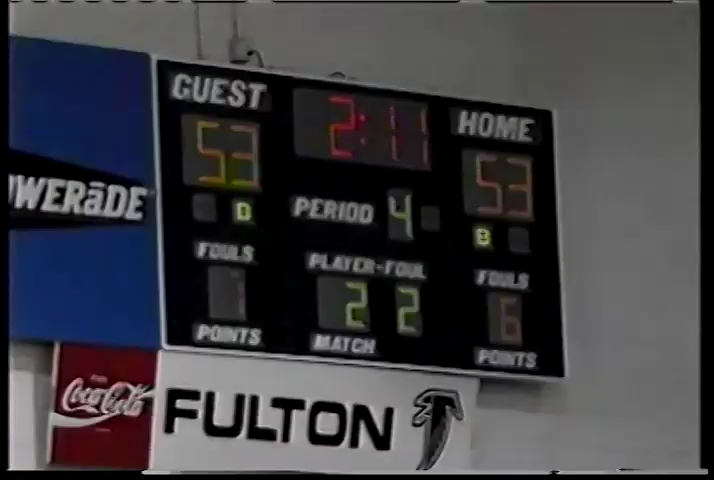 GUEST
2:11
HOME
53
53
POWERāDE
B
PERIOD 4
B
FOULS
PLAYER-FOUL
FOULS
2 2
6
POINTS
MATCH
POINTS
Coca-Cola
FULTON